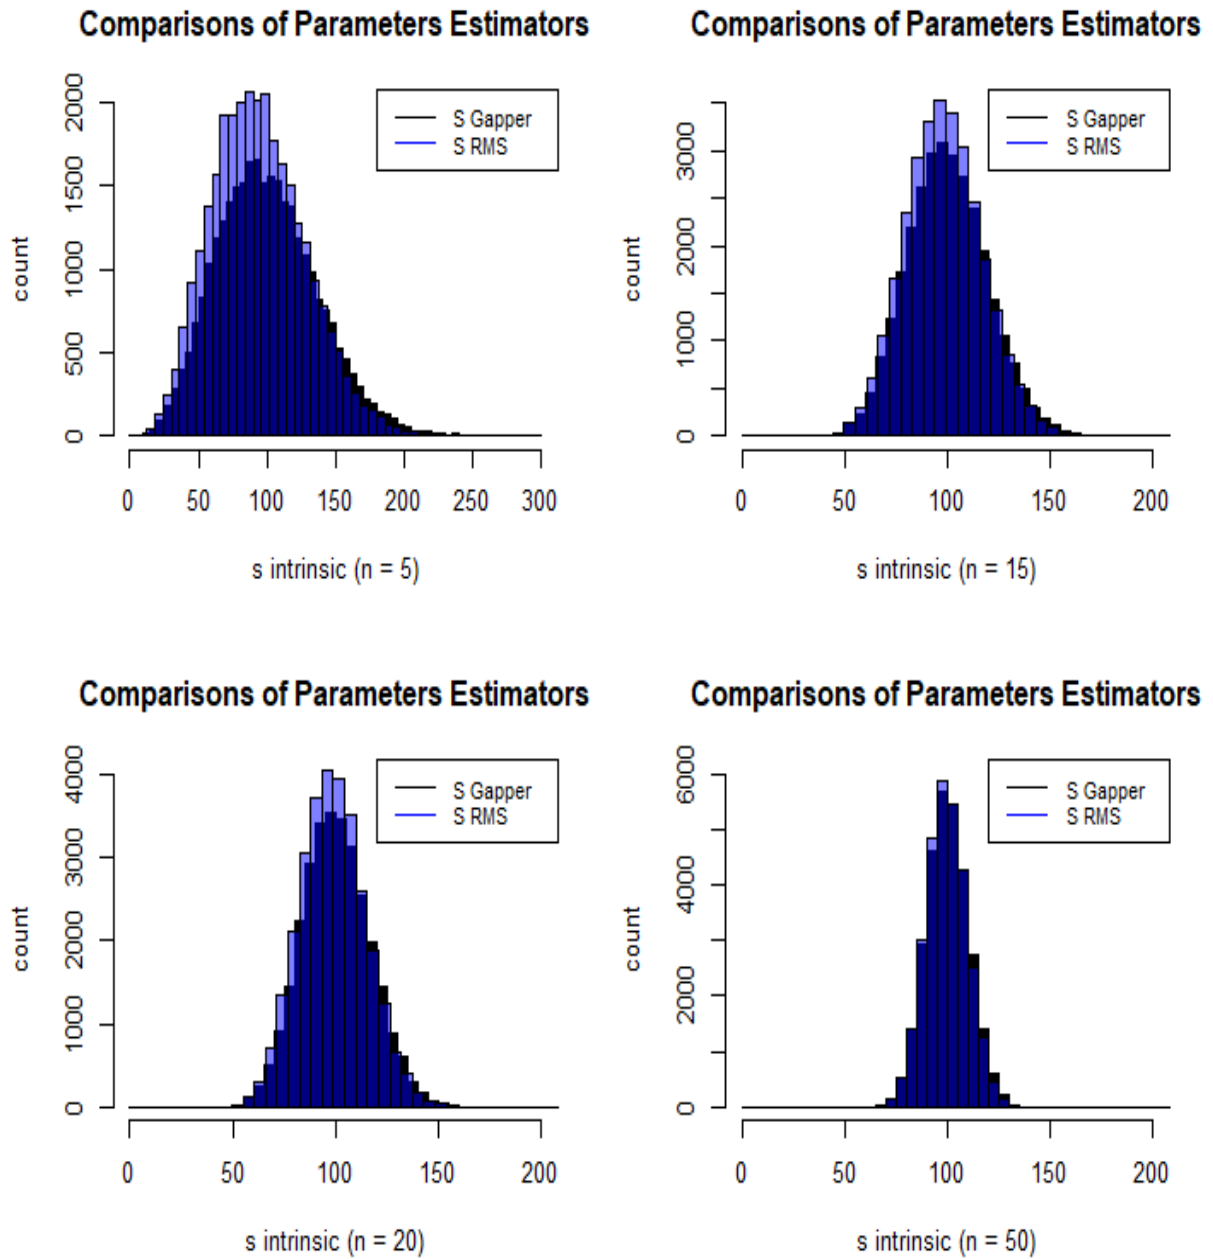 Comparisons of Parameters Estimators
S Gapper
S RMS
count
0
500
1000
1500
2000
0 50 100 150 200 250 300
s intrinsic (n = 5)
Comparisons of Parameters Estimators
S Gapper
S RMS
count
0
1000
2000
3000
0 50 100 150 200
s intrinsic (n = 15)
Comparisons of Parameters Estimators
S Gapper
S RMS
count
0
1000
2000
3000
4000
0 50 100 150 200
s intrinsic (n = 20)
Comparisons of Parameters Estimators
S Gapper
S RMS
count
0
2000
4000
6000
0 50 100 150 200
s intrinsic (n = 50)